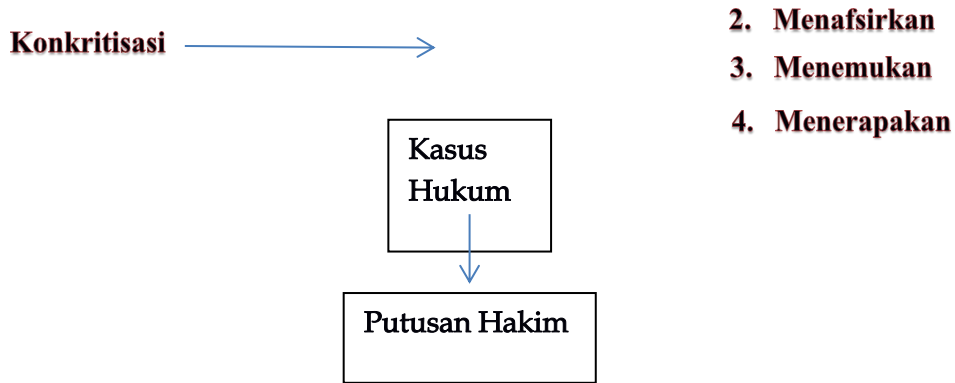 Konkritisasi
2. Menafsirkan
3. Menemukan
4. Menerapakan
Kasus
Hukum
Putusan Hakim